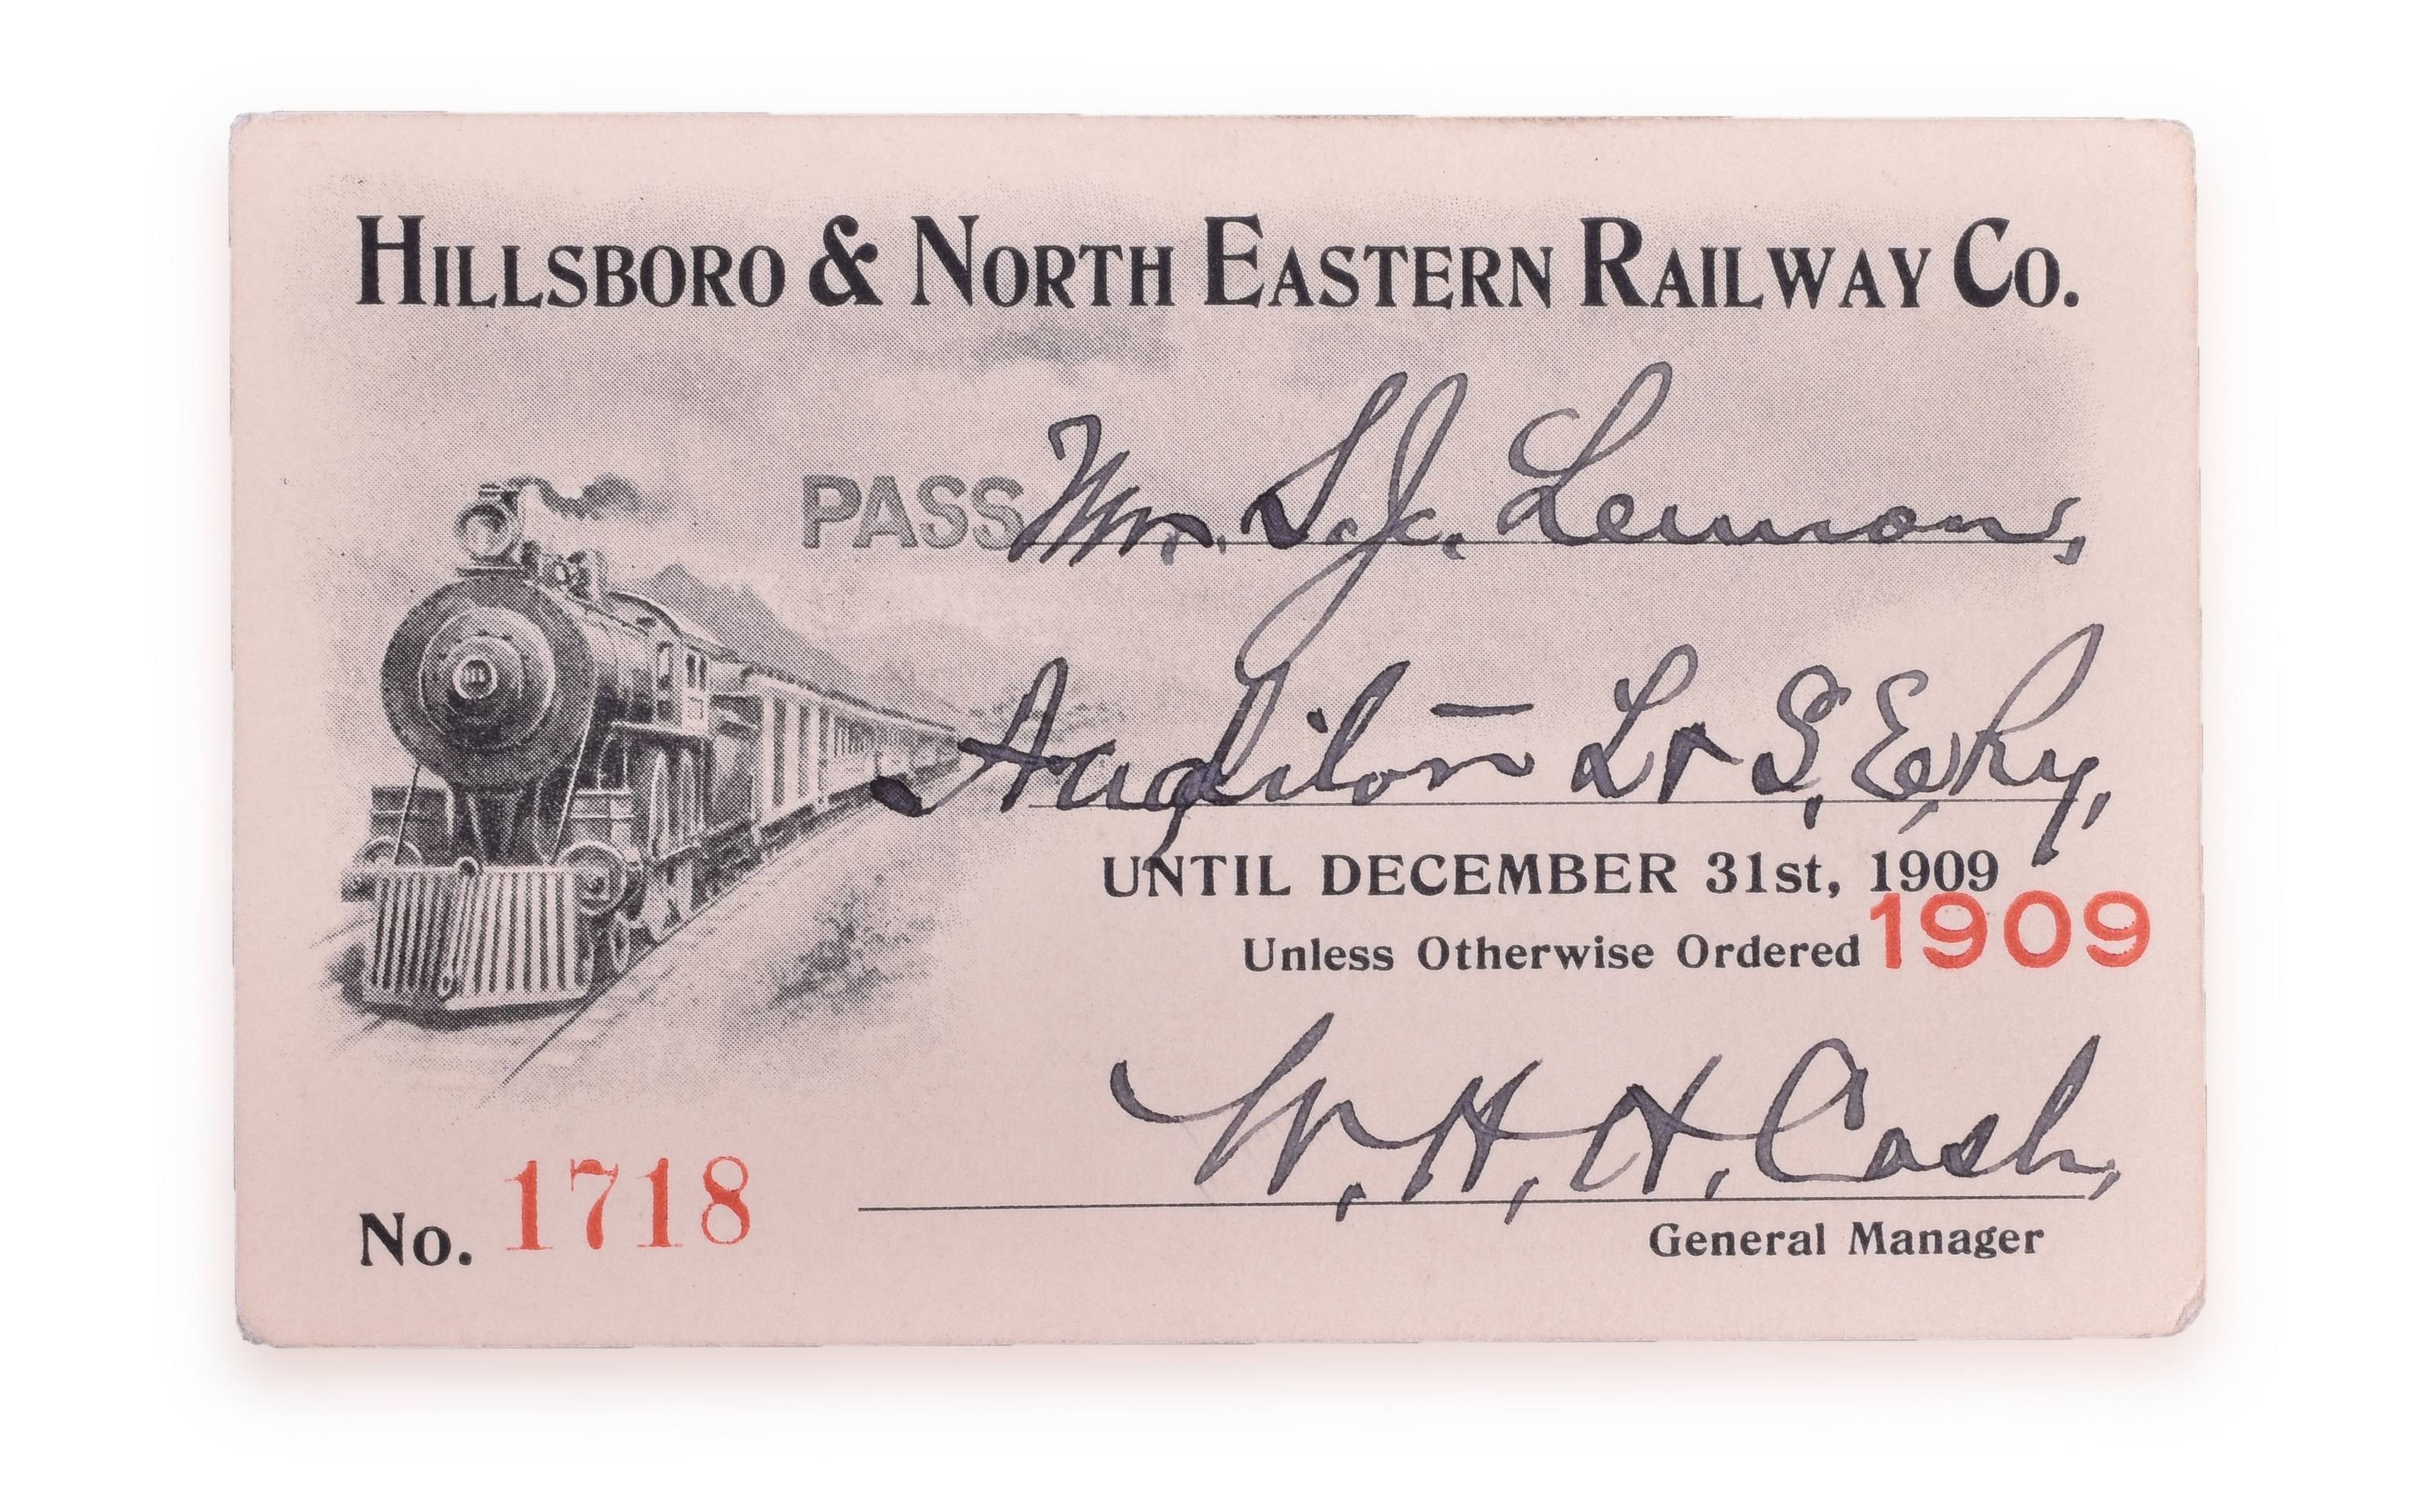 HILLSBORO & NORTH EASTERN RAILWAY CO.
PASS Mr. S. J. Lemmon,
Auditor L & S, E, Ry,
UNTIL DECEMBER 31st, 1909
Unless Otherwise Ordered 1909
W. H, H, Cash,
No. 1718
General Manager